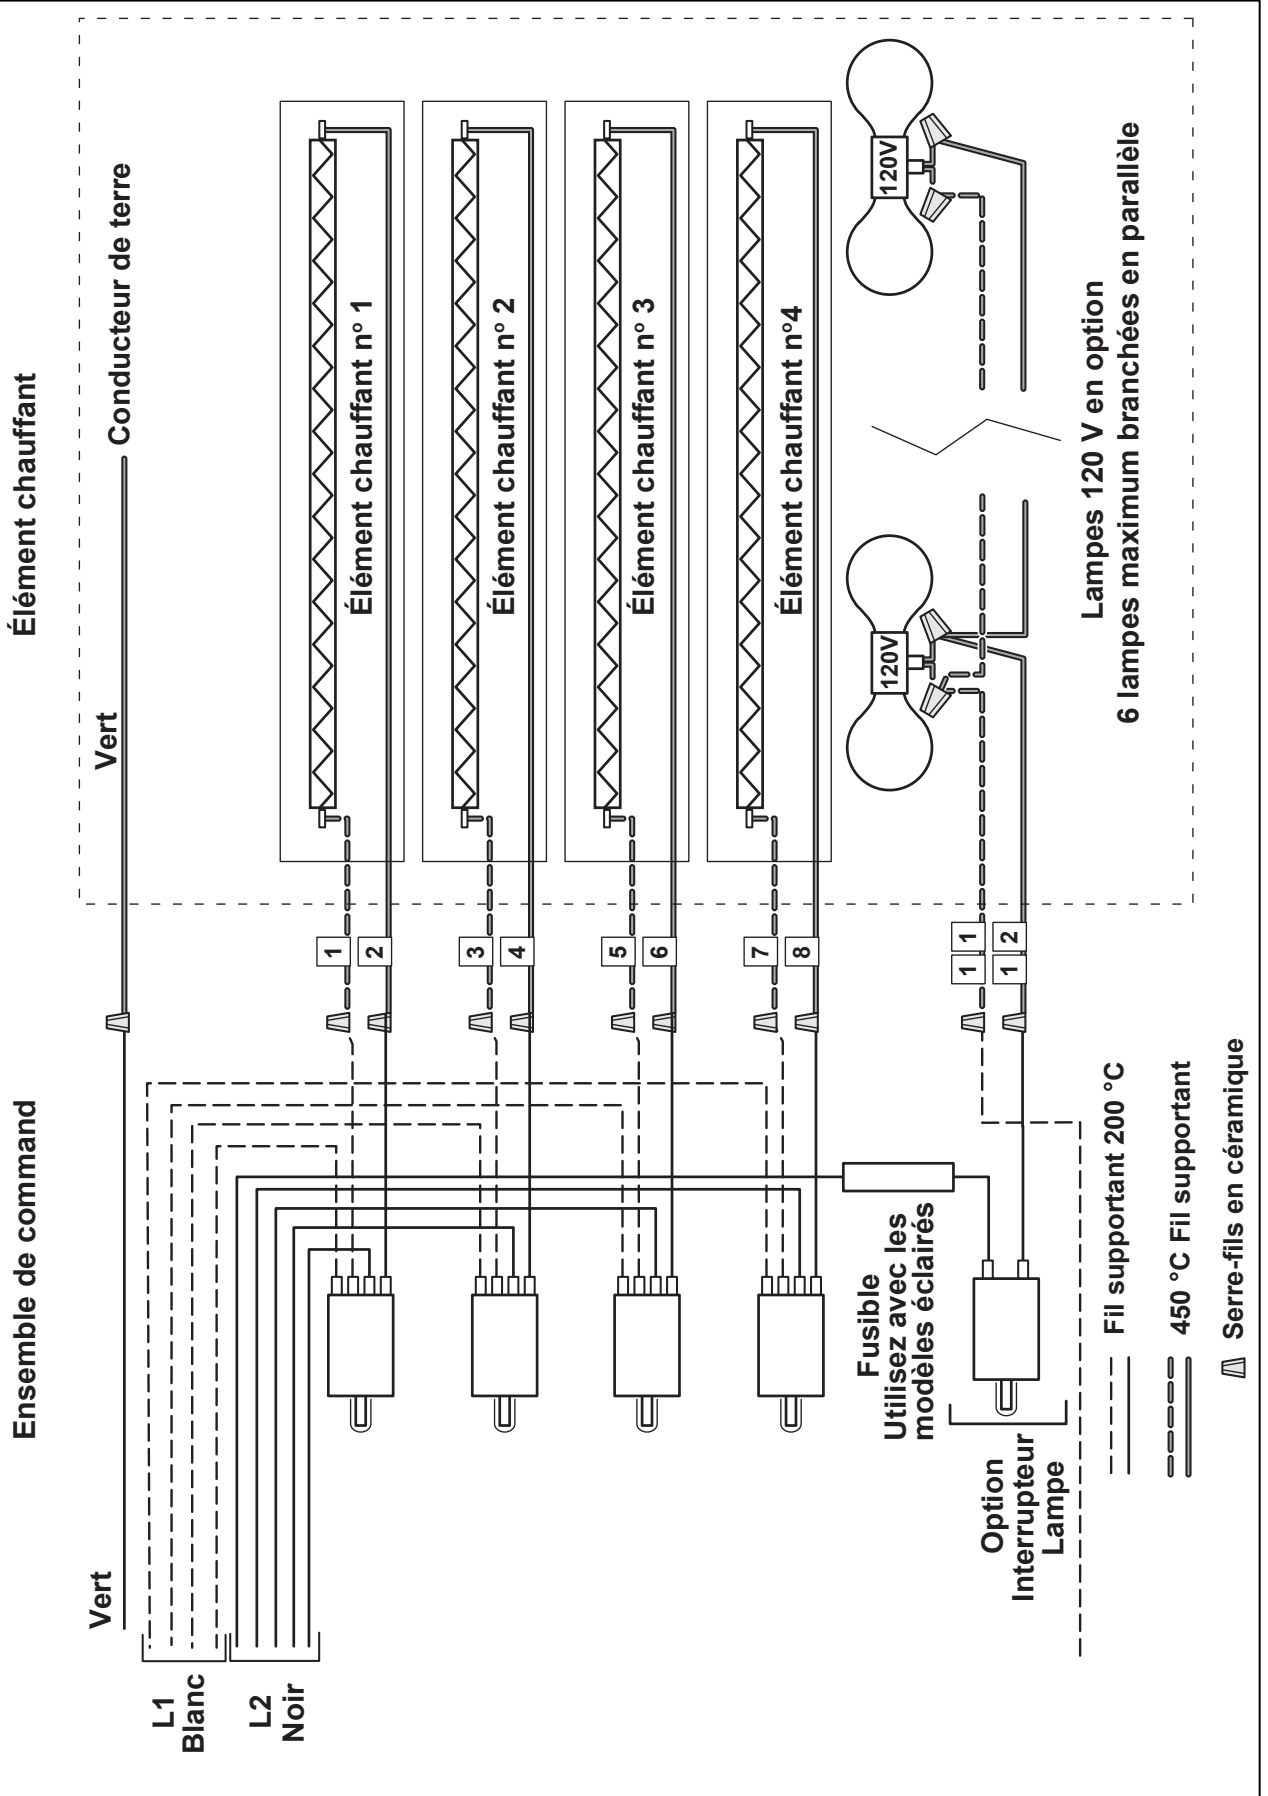 Ensemble de command
Élément chauffant
Vert
Vert
Conducteur de terre
L1
Blanc
L2
Noir
1
2
Élément chauffant n° 1
3
4
Élément chauffant n° 2
5
6
Élément chauffant n° 3
7
8
Élément chauffant n°4
120V
120V
1 1
1 2
Fusible
Utilisez avec les
modèles éclairés
Option
Interrupteur
Lampe
Lampes 120 V en option
6 lampes maximum branchées en parallèle
Fil supportant 200 °C
450 °C Fil supportant
Serre-fils en céramique